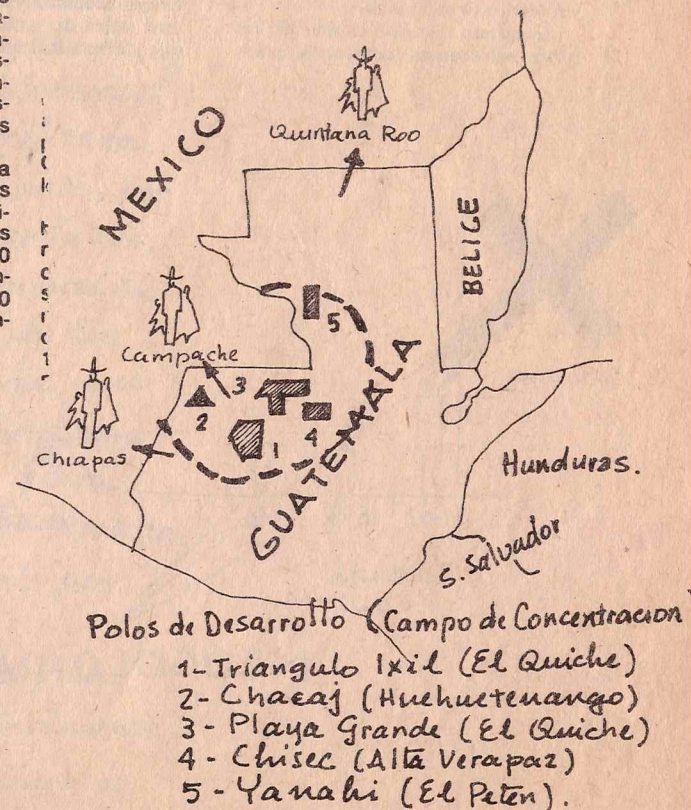 Quintana Roo
MEXICO
BELICE
5
Campache
3
2
4
1
Chiapas
GUATEMALA
Hunduras.
S. Salvador
Polos de Desarrollo (Campo de Concentracion
1- Triangulo Ixil (El Quiche)
2- Chacaj (Huehuetenango)
3- Playa Grande (El Quiche)
4- Chisec (Alta Verapaz)
5- Yanahi (El Peten).